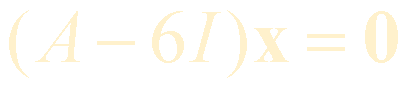 (A − 6I)x = 0